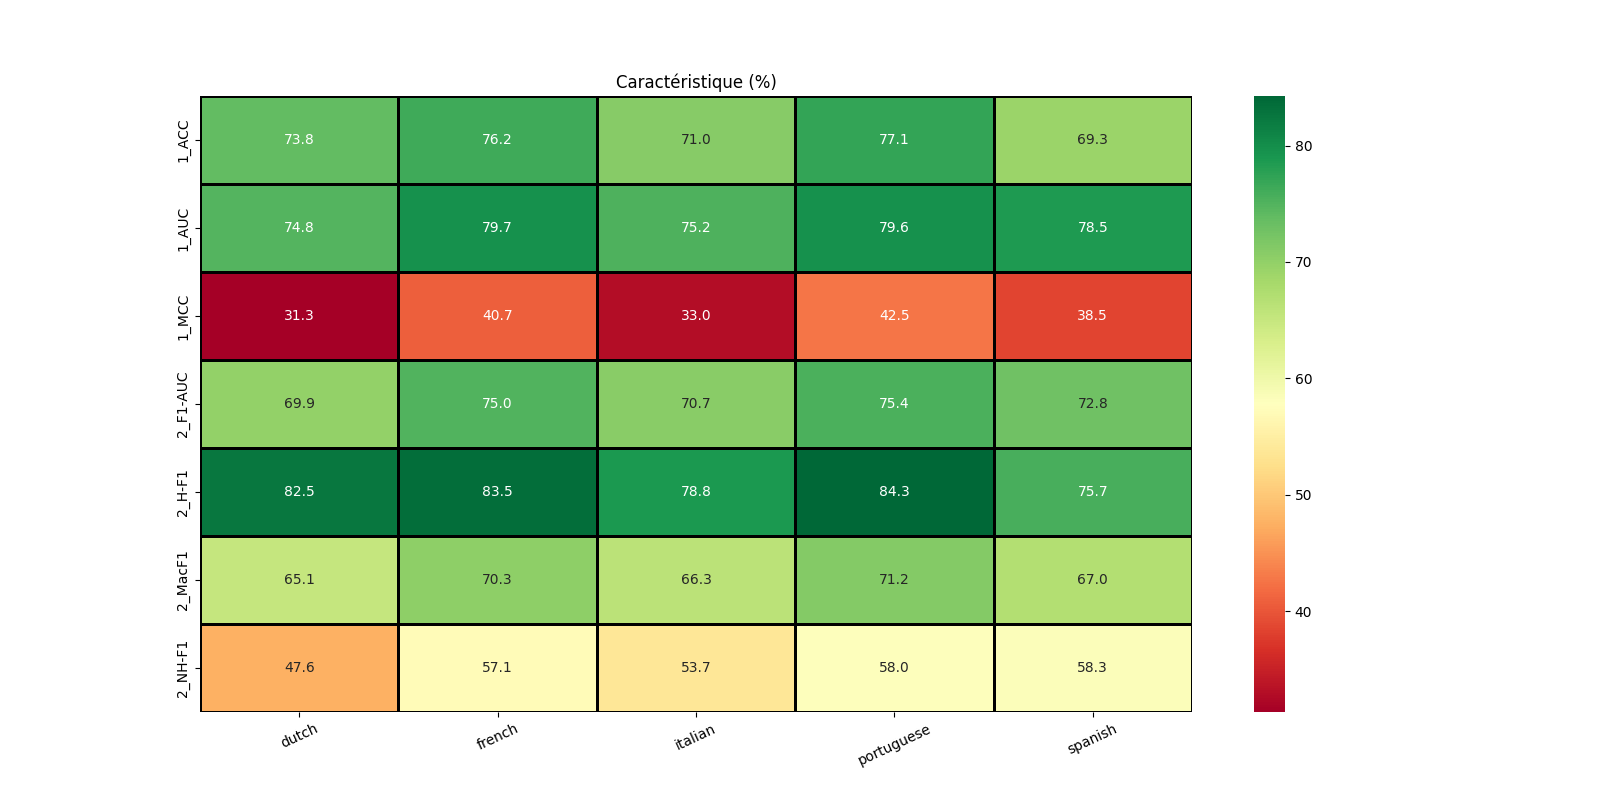 Caractéristique (%)
1_ACC 73.8 76.2 71.0 77.1 69.3
1_AUC 74.8 79.7 75.2 79.6 78.5
1_MCC 31.3 40.7 33.0 42.5 38.5
2_F1-AUC 69.9 75.0 70.7 75.4 72.8
2_H-F1 82.5 83.5 78.8 84.3 75.7
2_MacF1 65.1 70.3 66.3 71.2 67.0
2_NH-F1 47.6 57.1 53.7 58.0 58.3
dutch french italian portuguese spanish
80
70
60
50
40